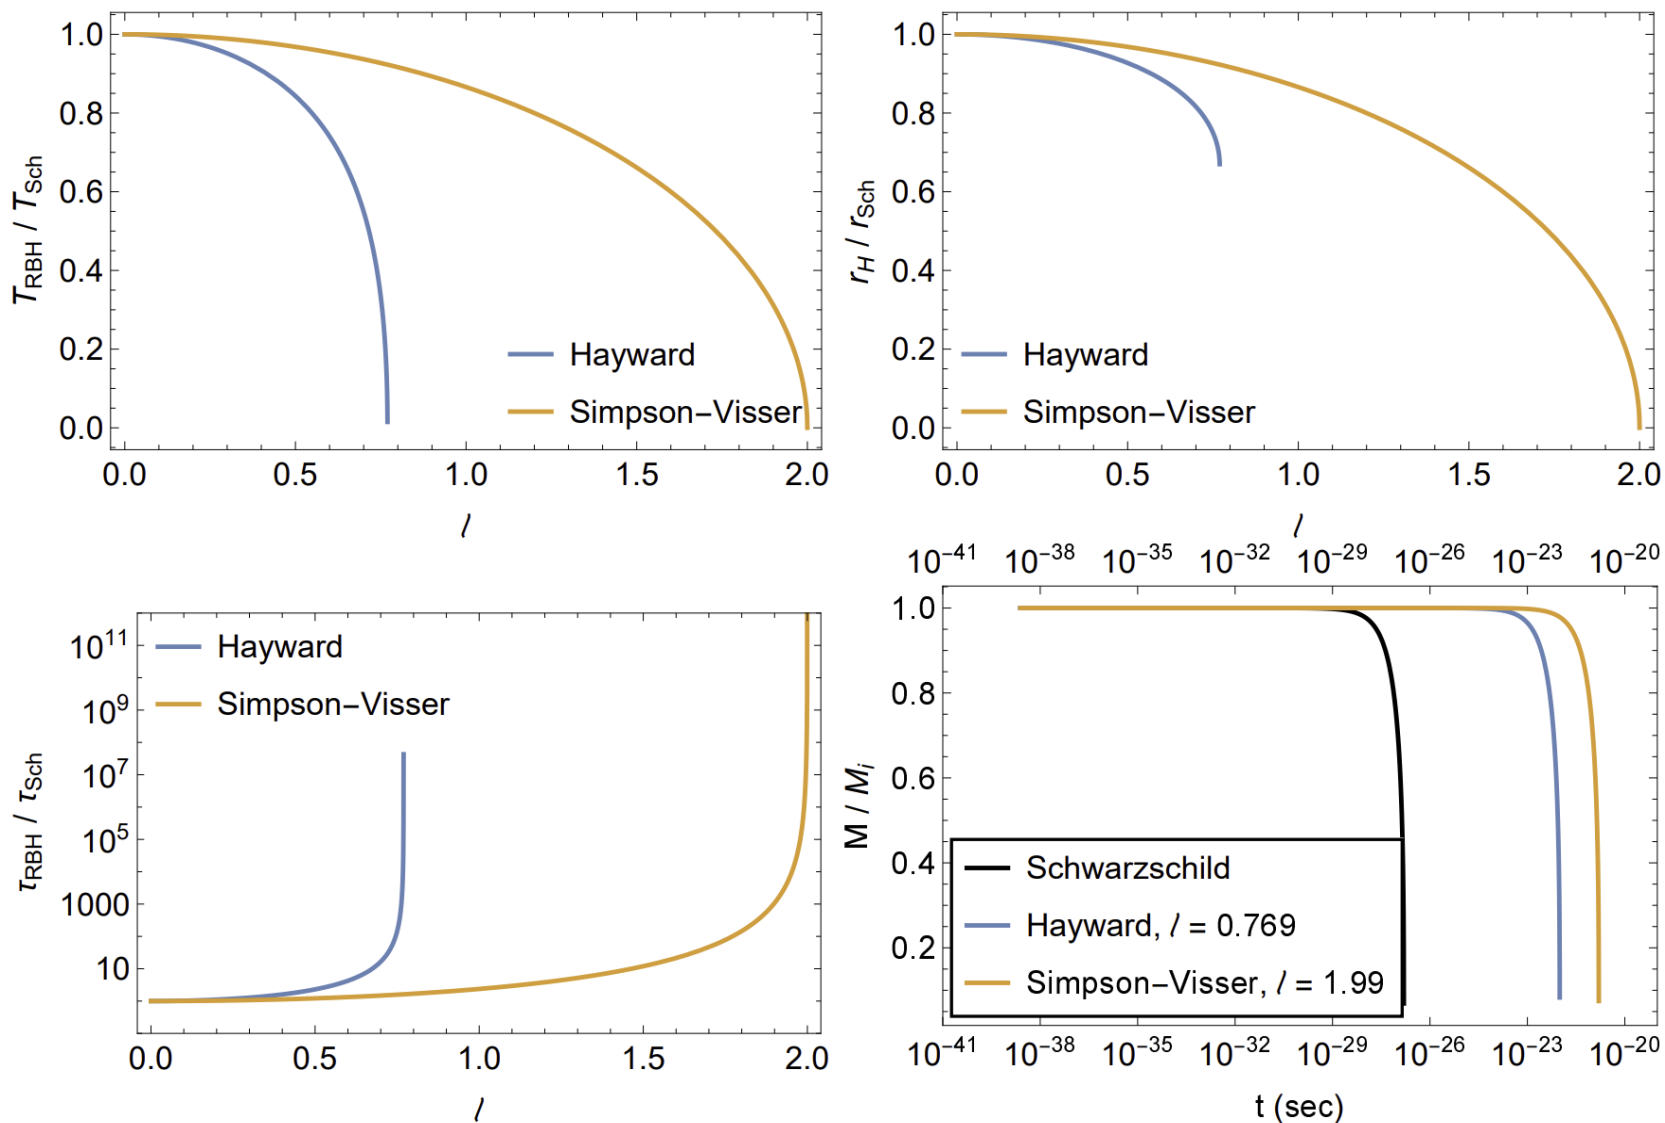 1.0
0.8
0.6
0.4
0.2
0.0
T_RBH / T_Sch
Hayward
Simpson−Visser
0.0 0.5 1.0 1.5 2.0
l
1.0
0.8
0.6
0.4
0.2
0.0
r_H / r_Sch
Hayward
Simpson−Visser
0.0 0.5 1.0 1.5 2.0
l
10^11
10^9
10^7
10^5
1000
10
τ_RBH / τ_Sch
Hayward
Simpson−Visser
0.0 0.5 1.0 1.5 2.0
l
10^−41 10^−38 10^−35 10^−32 10^−29 10^−26 10^−23 10^−20
1.0
0.8
0.6
0.4
0.2
M / M_i
Schwarzschild
Hayward, l = 0.769
Simpson−Visser, l = 1.99
10^−41 10^−38 10^−35 10^−32 10^−29 10^−26 10^−23 10^−20
t (sec)